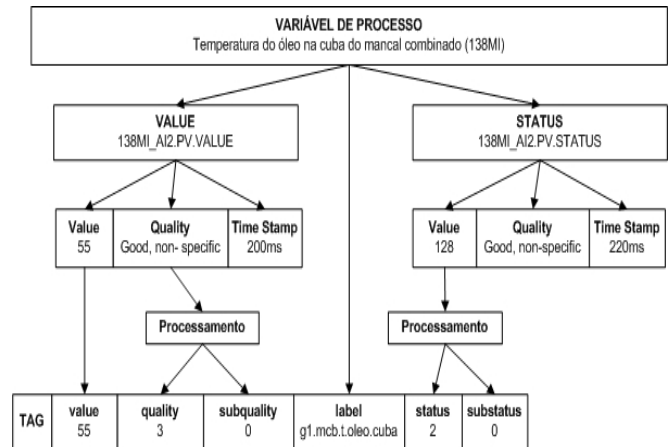 VARIÁVEL DE PROCESSO
Temperatura do óleo na cuba do mancal combinado (138MI)
VALUE
138MI_AI2.PV.VALUE
STATUS
138MI_AI2.PV.STATUS
Value
55
Quality
Good, non- specific
Time Stamp
200ms
Value
128
Quality
Good, non-specific
Time Stamp
220ms
Processamento
Processamento
TAG
value
55
quality
3
subquality
0
label
g1.mcb.t.oleo.cuba
status
2
substatus
0